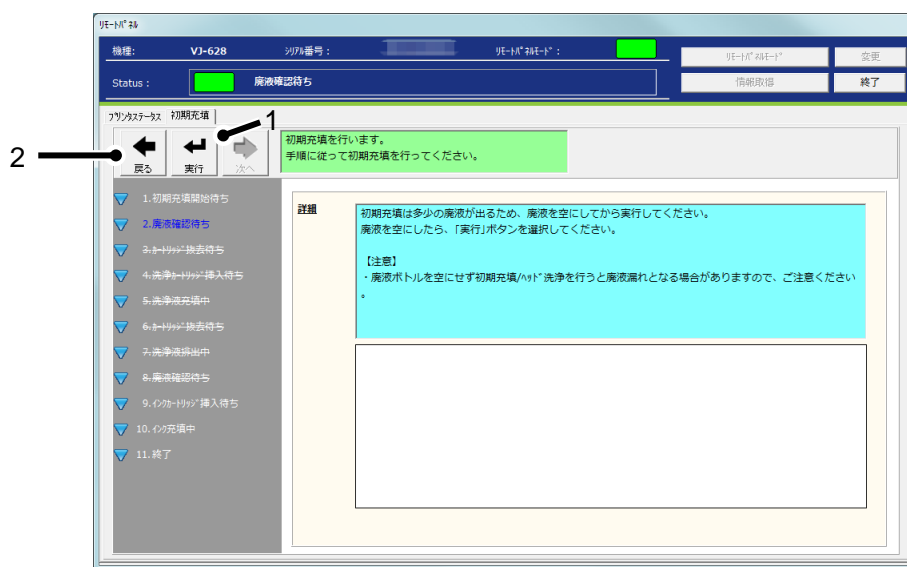 ﾘﾓｰﾄﾊﾟﾈﾙ
機種: VJ-628 ｼﾘｱﾙ番号： ﾘﾓｰﾄﾊﾟﾈﾙﾓｰﾄﾞ：
ﾘﾓｰﾄﾊﾟﾈﾙﾓｰﾄﾞ 変更
Status： 廃液確認待ち
情報取得 終了
ﾌﾟﾘﾝﾀｽﾃｰﾀｽ 初期充填
1
2
戻る 実行 次へ
初期充填を行います。
手順に従って初期充填を行ってください。
1.初期充填開始待ち
2.廃液確認待ち
3.ｶｰﾄﾘｯｼﾞ抜去待ち
4.洗浄ｶｰﾄﾘｯｼﾞ挿入待ち
5.洗浄液充填中
6.ｶｰﾄﾘｯｼﾞ抜去待ち
7.洗浄液排出中
8.廃液確認待ち
9.ｲﾝｸｶｰﾄﾘｯｼﾞ挿入待ち
10.ｲﾝｸ充填中
11.終了
詳細
初期充填は多少の廃液が出るため、廃液を空にしてから実行してください。
廃液を空にしたら、「実行」ボタンを選択してください。
【注意】
・廃液ボトルを空にせず初期充填/ﾍｯﾄﾞ洗浄を行うと廃液漏れとなる場合がありますので、ご注意ください
。